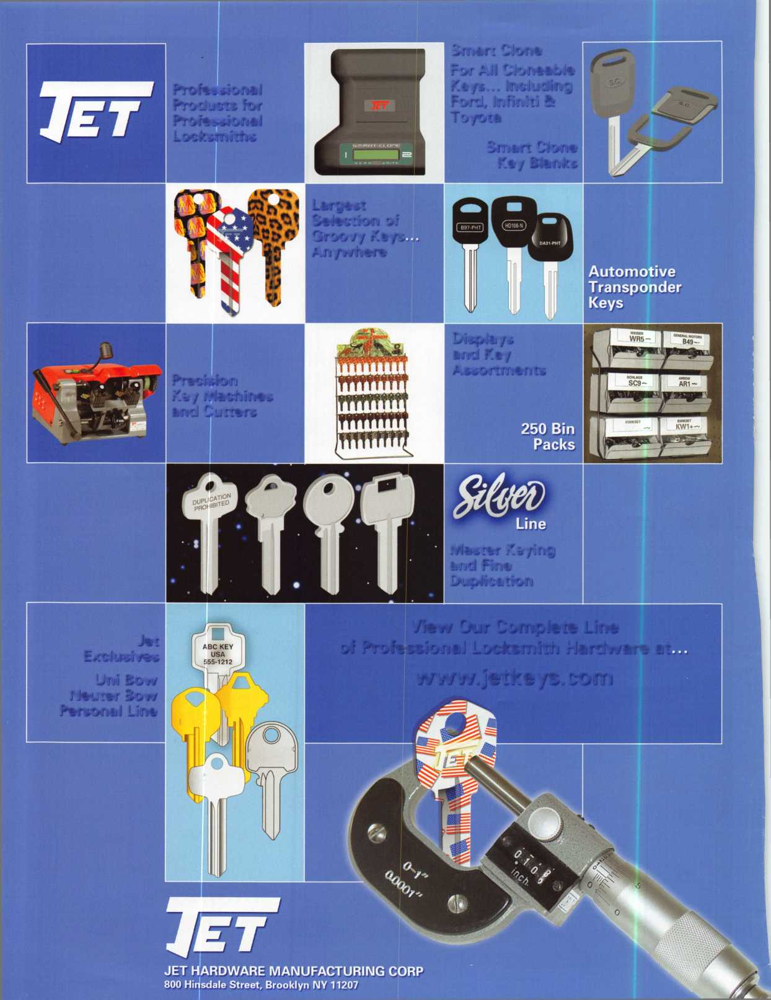 JET
Professional
Products for
Professional
Locksmiths
JET
SMART-CLONE
1
2
Smart Clone
For All Cloneable
Keys... Including
Ford, Infiniti &
Toyota
Smart Clone
Key Blanks
S.C.
S.C.
Largest
Selection of
Groovy Keys...
Anywhere
B97-PHT
HD106-N
DA31-PHT
Automotive
Transponder
Keys
Precision
Key Machines
and Cutters
Displays
and Key
Assortments
250 Bin
Packs
WEISER
WR5
GENERAL MOTORS
B49
SCHLAGE
SC9
ARROW
AR1
KWIKSET
KWIKSET
KW1+
DUPLICATION
PROHIBITED
Silver
Line
Master Keying
and Fine
Duplication
Jet
Exclusives
Uni Bow
Neuter Bow
Personal Line
ABC KEY
USA
555-1212
View Our Complete Line
of Professional Locksmith Hardware at...
www.jetkeys.com
JET
0-1"
0.0001"
inch.
5
0
0
JET
JET HARDWARE MANUFACTURING CORP
800 Hinsdale Street, Brooklyn NY 11207